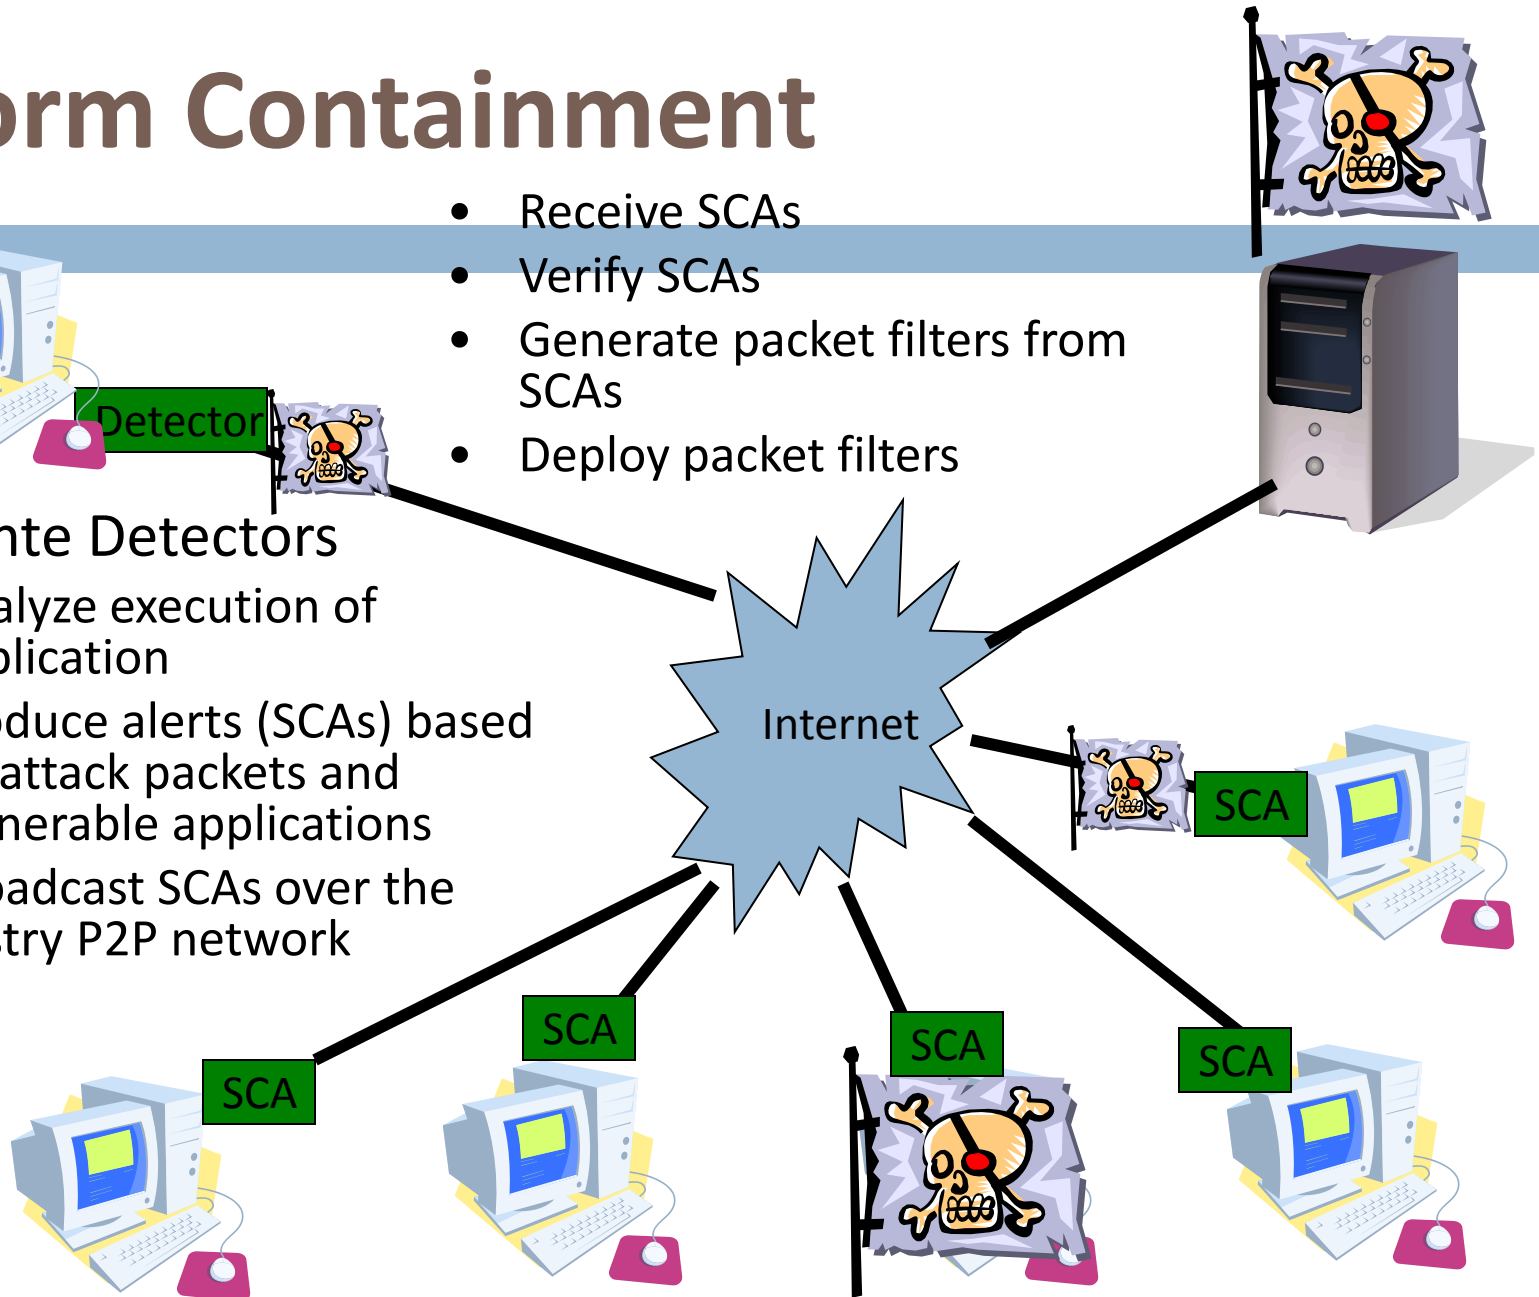 orm Containment
• Receive SCAs
• Verify SCAs
• Generate packet filters from
SCAs
• Deploy packet filters
Detector
nte Detectors
alyze execution of
plication
oduce alerts (SCAs) based
attack packets and
nerable applications
oadcast SCAs over the
stry P2P network
Internet
SCA
SCA
SCA
SCA
SCA